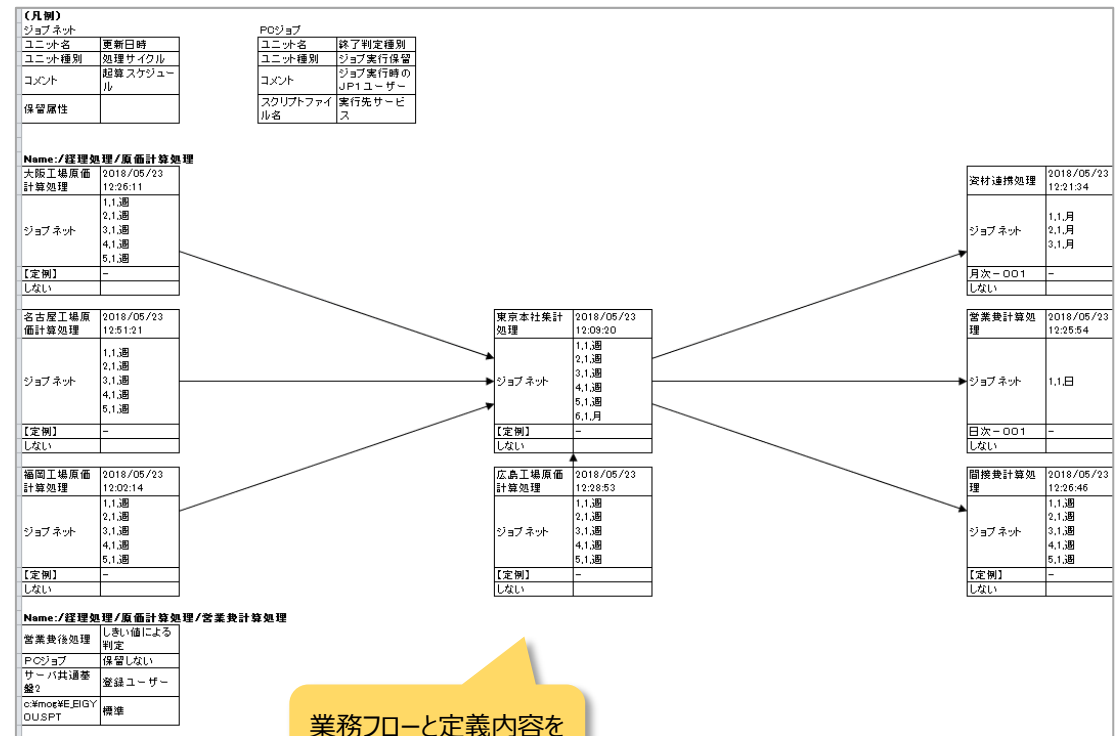 (凡例)
ジョブネット
ユニット名 更新日時
ユニット種別 処理サイクル
コメント 起算スケジュー
ル
保留属性
PCジョブ
ユニット名 終了判定種別
ユニット種別 ジョブ実行保留
コメント ジョブ実行時の
JP1ユーザー
スクリプトファイ 実行先サービ
ル名 ス
Name:/経理処理/原価計算処理
大阪工場原価 2018/05/23
計算処理 12:26:11
ジョブネット
1,1,週
2,1,週
3,1,週
4,1,週
5,1,週
【定例】 -
しない
名古屋工場原 2018/05/23
価計算処理 12:51:21
ジョブネット
1,1,週
2,1,週
3,1,週
4,1,週
5,1,週
【定例】 -
しない
福岡工場原価 2018/05/23
計算処理 12:02:14
ジョブネット
1,1,週
2,1,週
3,1,週
4,1,週
5,1,週
【定例】 -
しない
東京本社集計 2018/05/23
処理 12:09:20
ジョブネット
1,1,週
2,1,週
3,1,週
4,1,週
5,1,週
6,1,月
【定例】 -
しない
広島工場原価 2018/05/23
計算処理 12:28:53
ジョブネット
1,1,週
2,1,週
3,1,週
4,1,週
5,1,週
【定例】 -
しない
資材連携処理 2018/05/23
12:21:34
ジョブネット
1,1,月
2,1,月
3,1,月
月次-001 -
しない
営業費計算処 2018/05/23
理 12:25:54
ジョブネット 1,1,日
日次-001 -
しない
間接費計算処 2018/05/23
理 12:26:46
ジョブネット
1,1,週
2,1,週
3,1,週
4,1,週
5,1,週
【定例】 -
しない
Name:/経理処理/原価計算処理/営業費計算処理
営業費後処理 しきい値による
判定
PCジョブ 保留しない
サーバ共通基 登録ユーザー
盤2
c:¥mog¥E_EIGY 標準
OU.SPT
業務フローと定義内容を